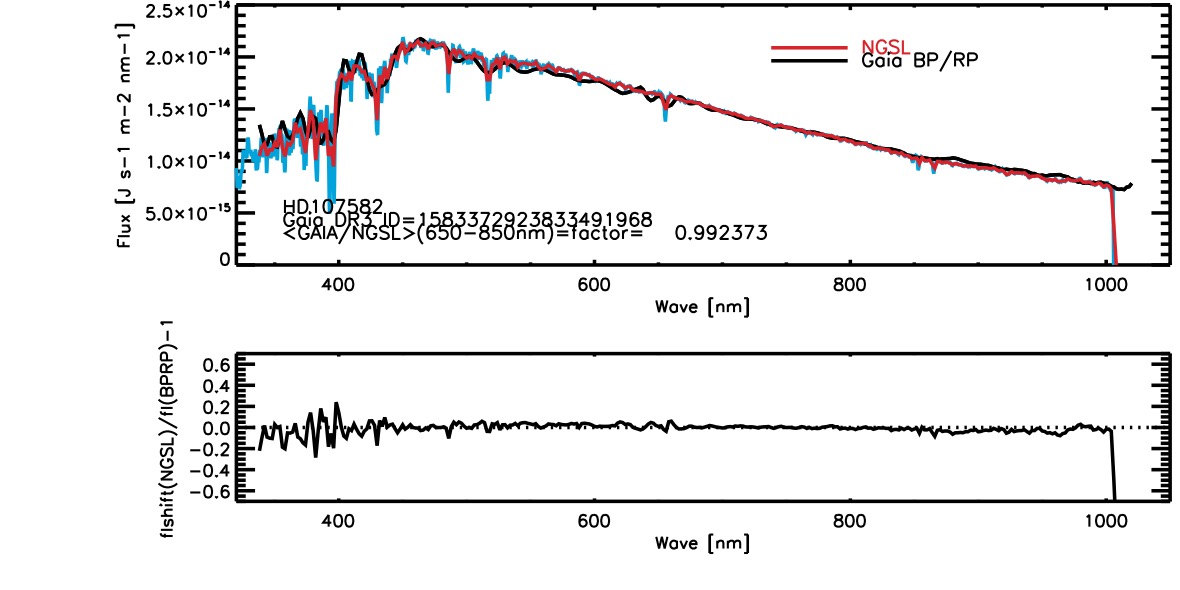 2.5×10−14
2.0×10−14
1.5×10−14
1.0×10−14
5.0×10−15
0
Flux [J s−1 m−2 nm−1]
NGSL
Gaia BP/RP
HD107582
Gaia DR3 ID=1583372923833491968
<GAIA/NGSL>(650−850nm)=factor= 0.992373
400 600 800 1000
Wave [nm]
flshift(NGSL)/fl(BPRP)−1
0.6
0.4
0.2
0.0
−0.2
−0.4
−0.6
400 600 800 1000
Wave [nm]